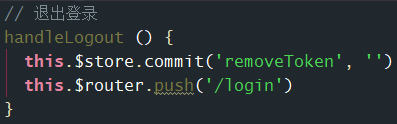 // 退出登录
handleLogout () {
  this.$store.commit('removeToken', '')
  this.$router.push('/login')
}